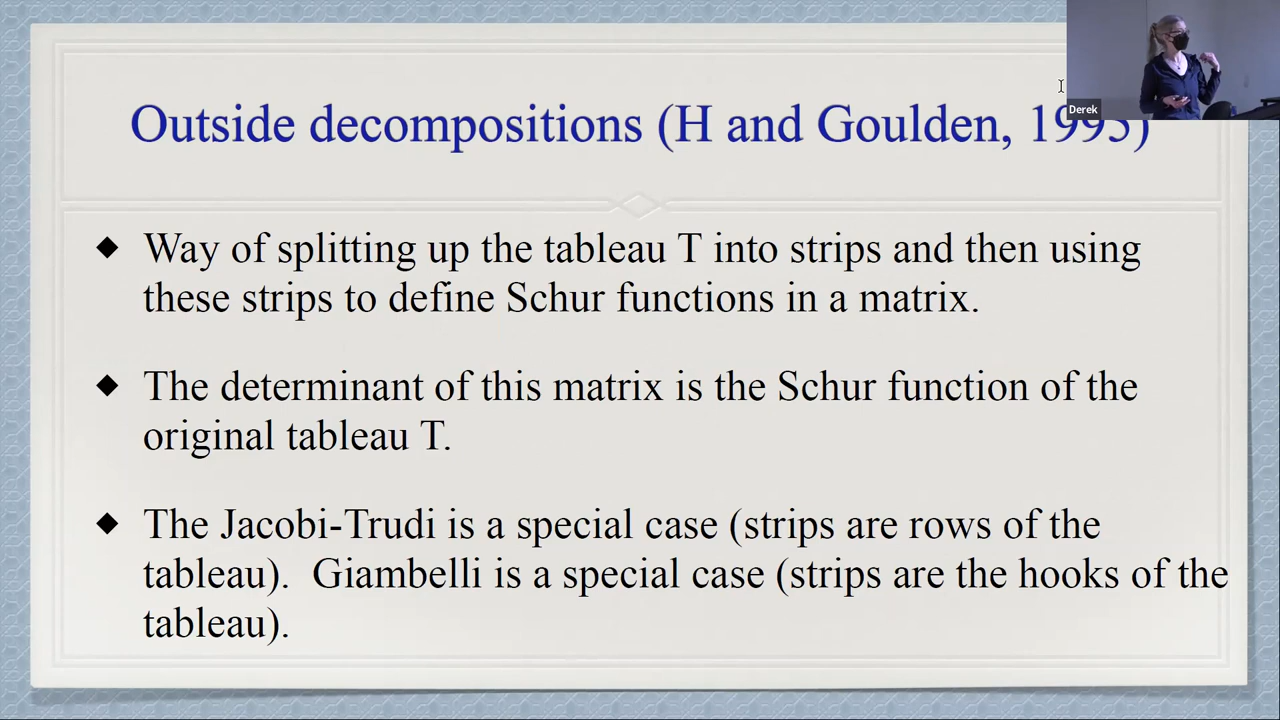 Derek
Outside decompositions (H and Goulden, 1995)
◆ Way of splitting up the tableau T into strips and then using
these strips to define Schur functions in a matrix.
◆ The determinant of this matrix is the Schur function of the
original tableau T.
◆ The Jacobi-Trudi is a special case (strips are rows of the
tableau). Giambelli is a special case (strips are the hooks of the
tableau).